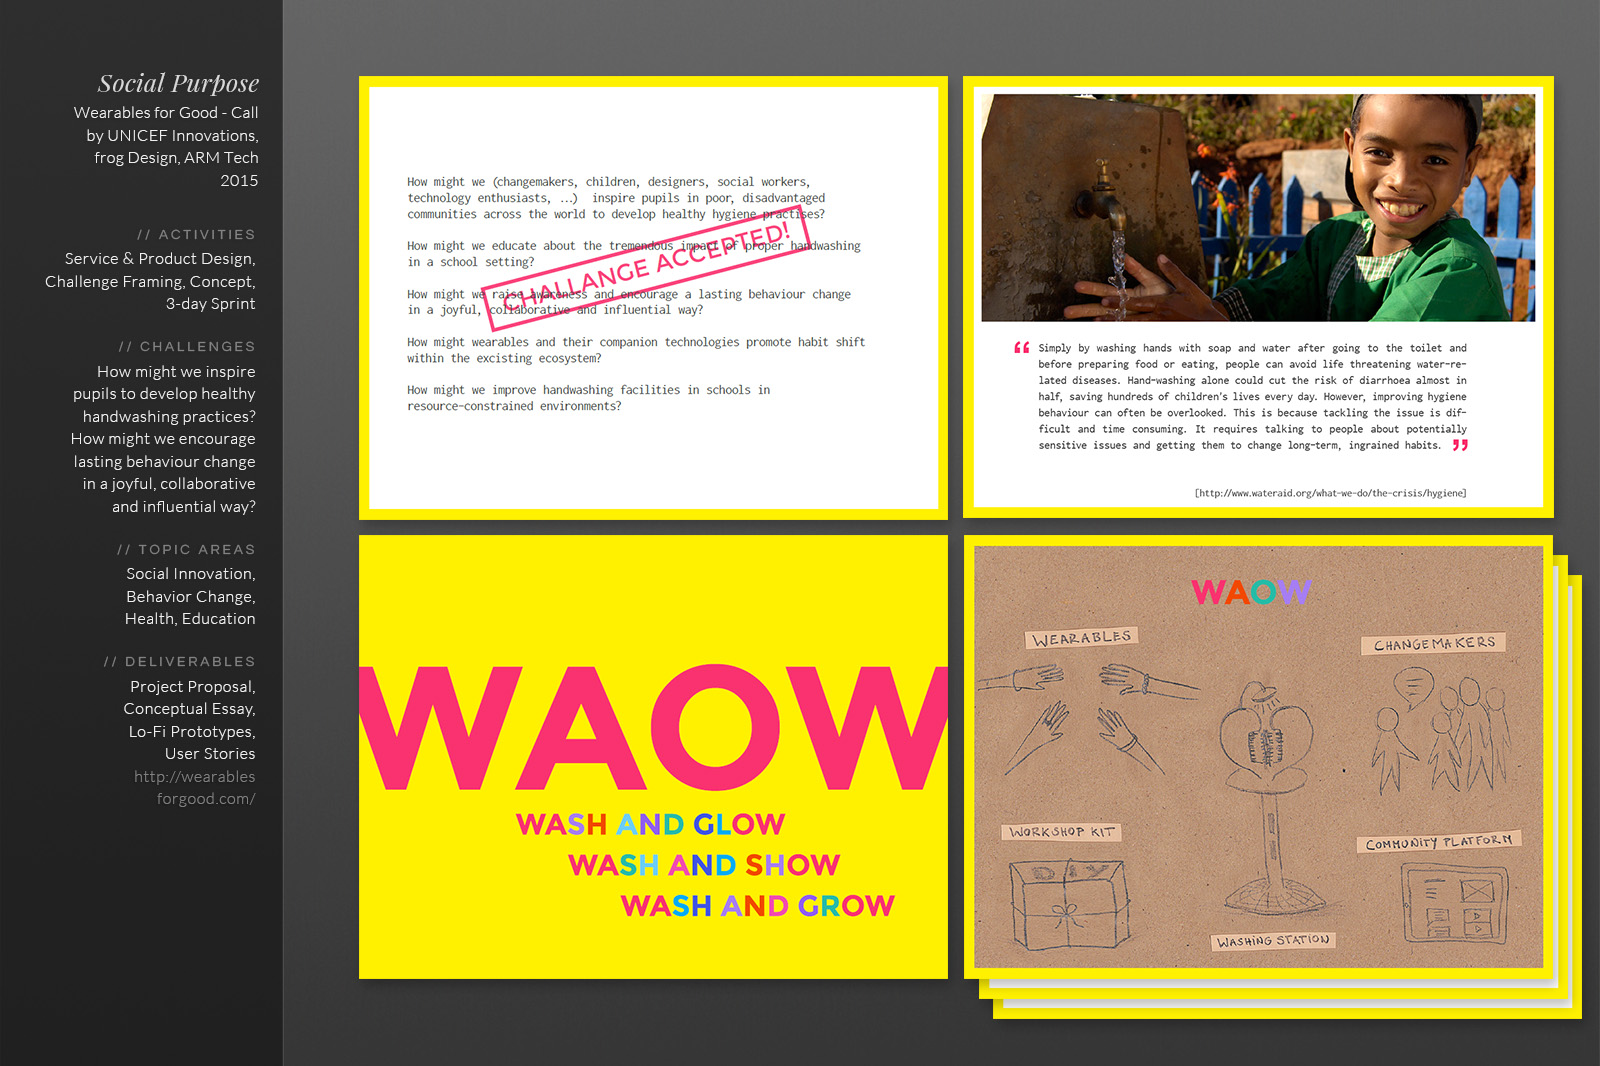 Social Purpose
Wearables for Good - Call
by UNICEF Innovations,
frog Design, ARM Tech
2015
// ACTIVITIES
Service & Product Design,
Challenge Framing, Concept,
3-day Sprint
// CHALLENGES
How might we inspire
pupils to develop healthy
handwashing practices?
How might we encourage
lasting behaviour change
in a joyful, collaborative
and influential way?
// TOPIC AREAS
Social Innovation,
Behavior Change,
Health, Education
// DELIVERABLES
Project Proposal,
Conceptual Essay,
Lo-Fi Prototypes,
User Stories
http://wearables
forgood.com/
How might we (changemakers, children, designers, social workers,
technology enthusiasts, ...)  inspire pupils in poor, disadvantaged
communities across the world to develop healthy hygiene practises?
How might we educate about the tremendous impact of proper handwashing
in a school setting?
How might we raise awareness and encourage a lasting behaviour change
in a joyful, collaborative and influential way?
How might wearables and their companion technologies promote habit shift
within the excisting ecosystem?
How might we improve handwashing facilities in schools in
resource-constrained environments?
CHALLANGE ACCEPTED!
“ Simply by washing hands with soap and water after going to the toilet and
before preparing food or eating, people can avoid life threatening water-re-
lated diseases. Hand-washing alone could cut the risk of diarrhoea almost in
half, saving hundreds of children's lives every day. However, improving hygiene
behaviour can often be overlooked. This is because tackling the issue is dif-
ficult and time consuming. It requires talking to people about potentially
sensitive issues and getting them to change long-term, ingrained habits. ”
[http://www.wateraid.org/what-we-do/the-crisis/hygiene]
WAOW
WASH AND GLOW
WASH AND SHOW
WASH AND GROW
WAOW
WEARABLES
CHANGEMAKERS
WORKSHOP KIT
COMMUNITY PLATFORM
DIY
WASHING STATION